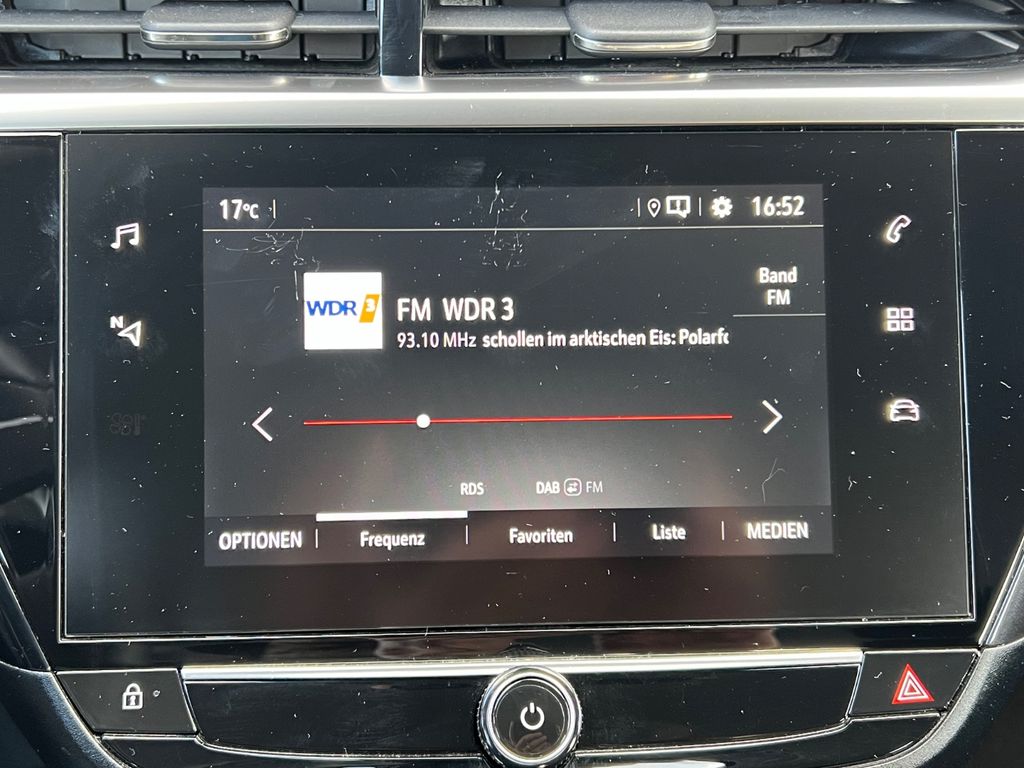 17°C
16:52
Band
FM
WDR 3
FM WDR 3
93.10 MHz schollen im arktischen Eis: Polarfo
N
RDS
DAB FM
OPTIONEN
Frequenz
Favoriten
Liste
MEDIEN